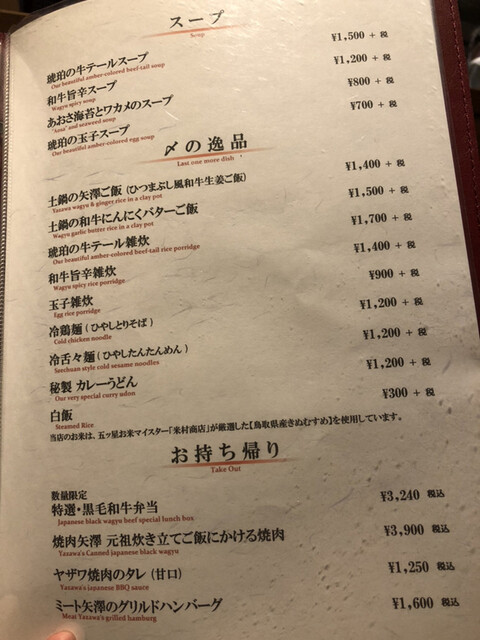 スープ
Soup
琥珀の牛テールスープ ¥1,500 + 税
Our beautiful amber-colored beef-tail soup
和牛旨辛スープ ¥1,200 + 税
Wagyu spicy soup
あおさ海苔とワカメのスープ ¥800 + 税
"Aosa" and seaweed soup
琥珀の玉子スープ ¥700 + 税
Our beautiful amber-colored egg soup
〆の逸品
Last one more dish
土鍋の矢澤ご飯 (ひつまぶし風和牛生姜ご飯) ¥1,400 + 税
Yazawa wagyu & ginger rice in a clay pot
土鍋の和牛にんにくバターご飯 ¥1,500 + 税
Wagyu garlic butter rice in a clay pot
琥珀の牛テール雑炊 ¥1,700 + 税
Our beautiful amber-colored beef-tail rice porridge
和牛旨辛雑炊 ¥1,400 + 税
Wagyu spicy rice porridge
玉子雑炊 ¥900 + 税
Egg rice porridge
冷鶏麺 (ひやしとりそば) ¥1,200 + 税
Cold chicken noodle
冷舌々麺 (ひやしたんたんめん) ¥1,200 + 税
Szechuan style cold sesame noodles
秘製 カレーうどん ¥1,200 + 税
Our very special curry udon
白飯 ¥300 + 税
Steamed Rice
当店のお米は、五ッ星お米マイスター「米村商店」が厳選した【鳥取県産きぬむすめ】を使用しています。
お持ち帰り
Take Out
数量限定
特選・黒毛和牛弁当 ¥3,240 税込
Japanese black wagyu beef special lunch box
焼肉矢澤 元祖炊き立てご飯にかける焼肉 ¥3,900 税込
Yazawa's Canned japanese black wagyu
ヤザワ焼肉のタレ (甘口) ¥1,250 税込
Yazawa's japanese BBQ sauce
ミート矢澤のグリルドハンバーグ ¥1,600 税込
Meat Yazawa's grilled hamburg